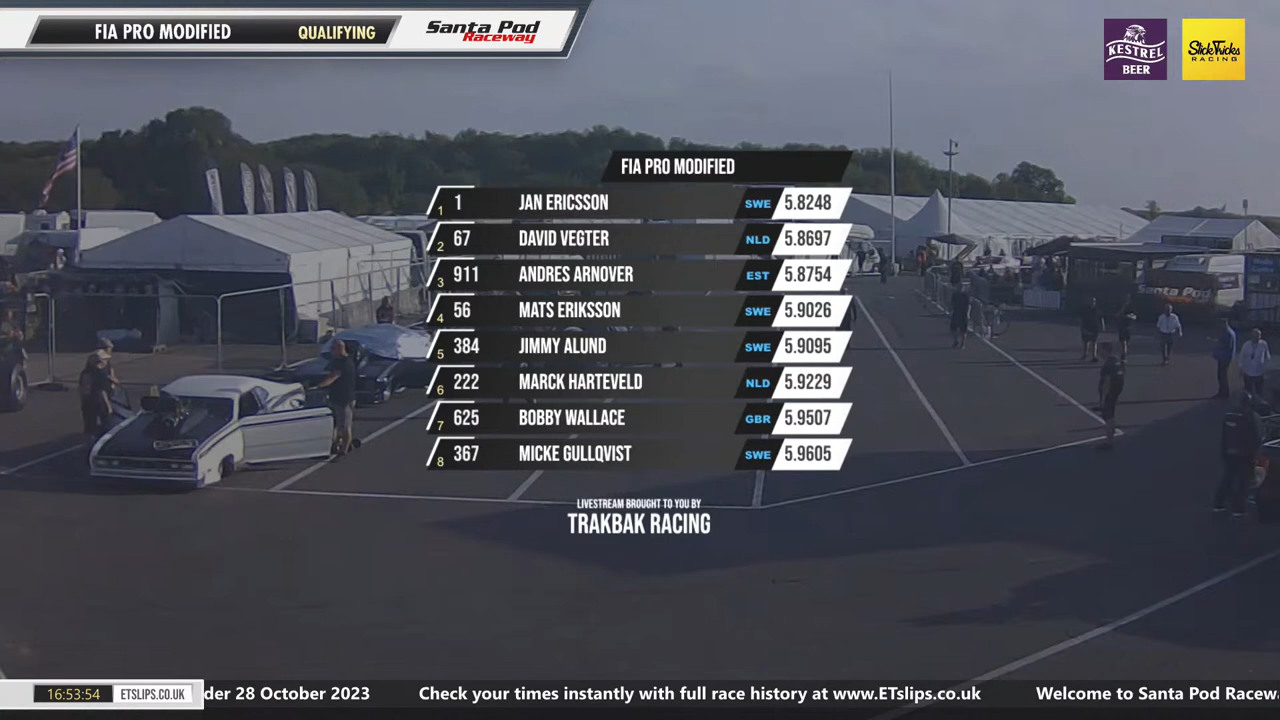 FIA PRO MODIFIED QUALIFYING Santa Pod Raceway
KESTREL BEER
SlickTricks RACING
FIA PRO MODIFIED
1 1 JAN ERICSSON SWE 5.8248
2 67 DAVID VEGTER NLD 5.8697
3 911 ANDRES ARNOVER EST 5.8754
4 56 MATS ERIKSSON SWE 5.9026
5 384 JIMMY ALUND SWE 5.9095
6 222 MARCK HARTEVELD NLD 5.9229
7 625 BOBBY WALLACE GBR 5.9507
8 367 MICKE GULLQVIST SWE 5.9605
Santa Pod
LIVESTREAM BROUGHT TO YOU BY
TRAKBAK RACING
16:53:54 ETSLIPS.CO.UK der 28 October 2023 Check your times instantly with full race history at www.ETslips.co.uk Welcome to Santa Pod Racewa